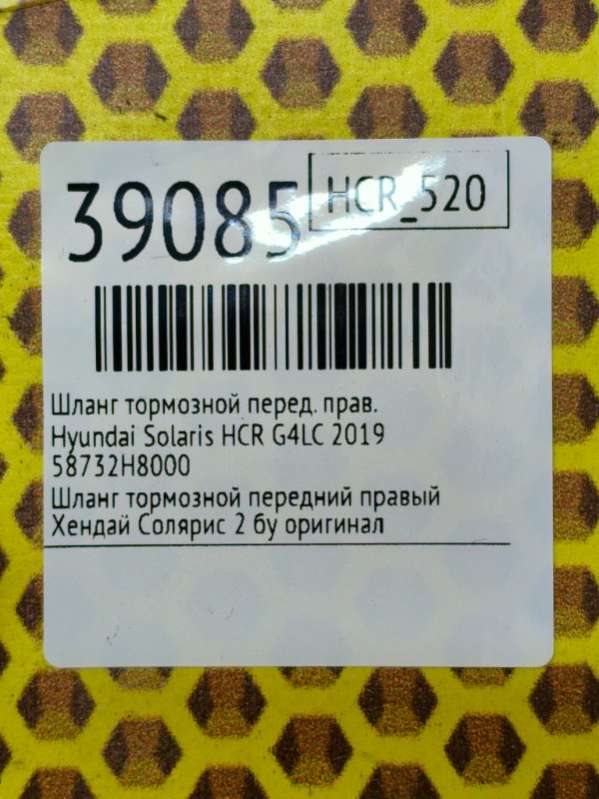 39085
HCR_520
Шланг тормозной перед. прав.
Hyundai Solaris HCR G4LC 2019
58732H8000
Шланг тормозной передний правый
Хендай Солярис 2 бу оригинал